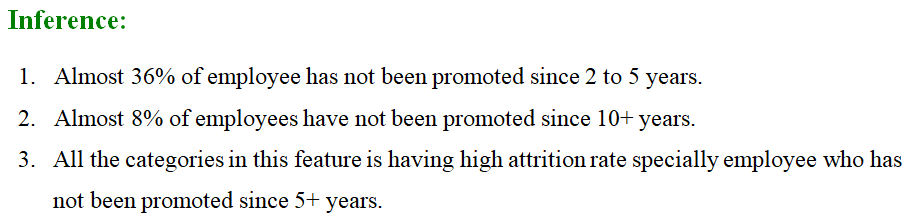 Inference:
1. Almost 36% of employee has not been promoted since 2 to 5 years.
2. Almost 8% of employees have not been promoted since 10+ years.
3. All the categories in this feature is having high attrition rate specially employee who has
not been promoted since 5+ years.